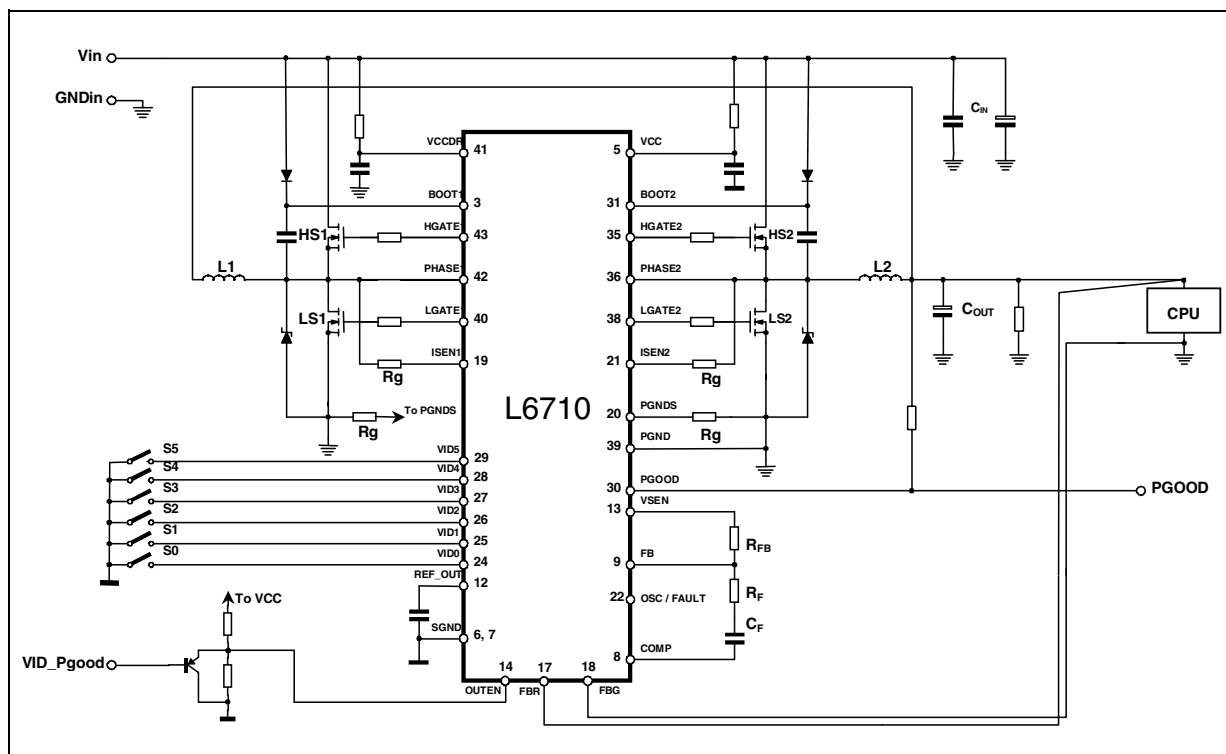 Vin
GNDin
C_IN
VCCDR
41
5
VCC
BOOT1
3
31
BOOT2
HS1
HGATE
43
35
HGATE2
HS2
L1
PHASE1
42
36
PHASE2
L2
LS1
LGATE
40
38
LGATE2
LS2
C_OUT
CPU
ISEN1
19
21
ISEN2
Rg
Rg
L6710
To PGNDS
20
PGNDS
Rg
Rg
39
PGND
S5
VID5
29
S4
VID4
28
30
PGOOD
PGOOD
S3
VID3
27
13
VSEN
S2
VID2
26
S1
VID1
25
R_FB
S0
VID0
24
9
FB
REF_OUT
12
R_F
22
OSC / FAULT
To VCC
C_F
SGND
6, 7
8
COMP
VID_Pgood
14
17
18
OUTEN
FBR
FBG